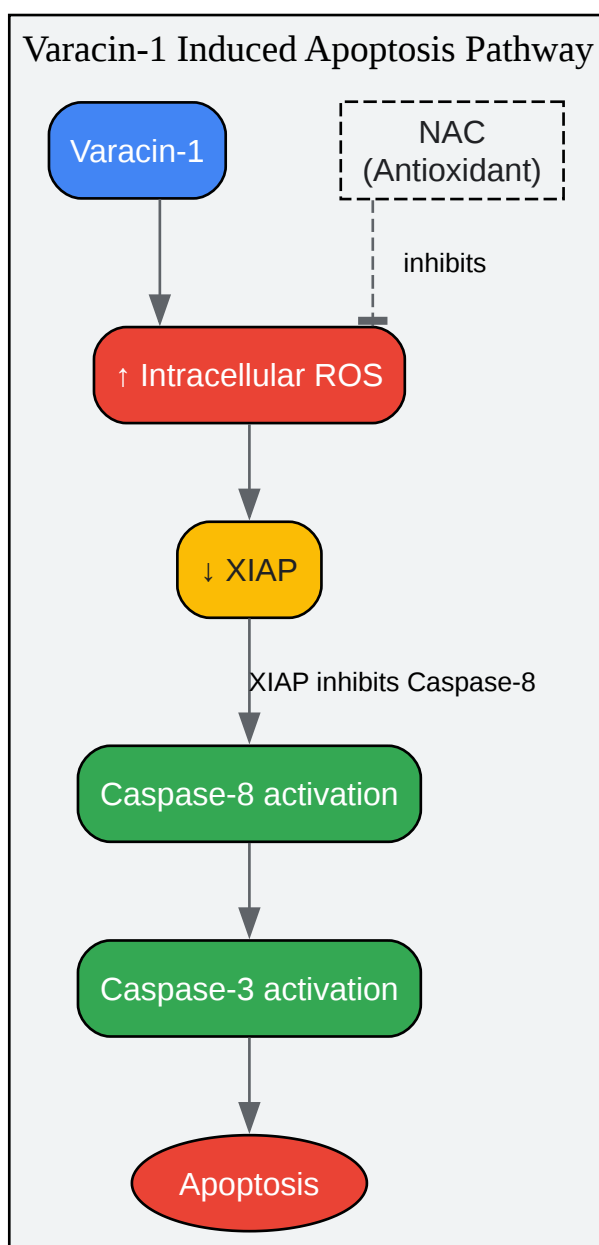 Varacin-1 Induced Apoptosis Pathway
Varacin-1
NAC
(Antioxidant)
inhibits
↑ Intracellular ROS
↓ XIAP
XIAP inhibits Caspase-8
Caspase-8 activation
Caspase-3 activation
Apoptosis